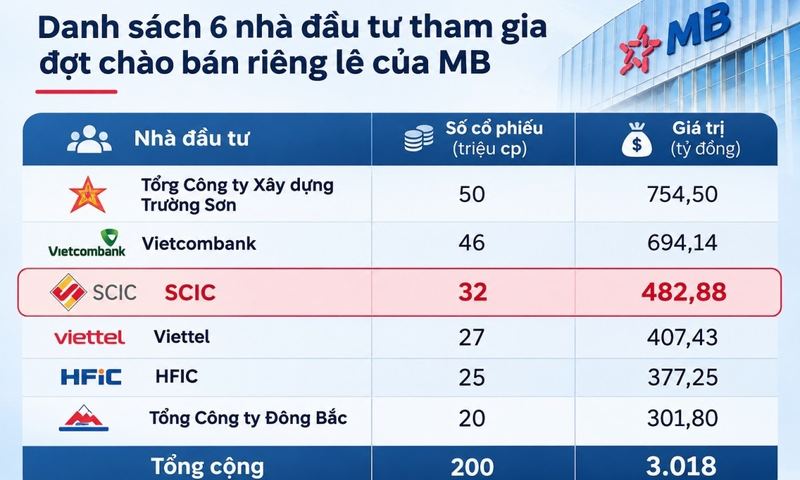 Danh sách 6 nhà đầu tư tham gia
đợt chào bán riêng lê của MB
MB
Nhà đầu tư
Số cổ phiếu
(triệu cp)
$
Giá trị
(tỷ đồng)
Tổrg Công ty Xây dựng
Trường Sơn
50
754,50
Vietcombank
Vietcombank
46
694,14
SCIC
SCIC
32
482,88
viettel
Viettel
27
407,43
HFiC
HFIC
25
377,25
Tổng Công ty Đông Bắc
20
301,80
Tổng cộng
200
3.018